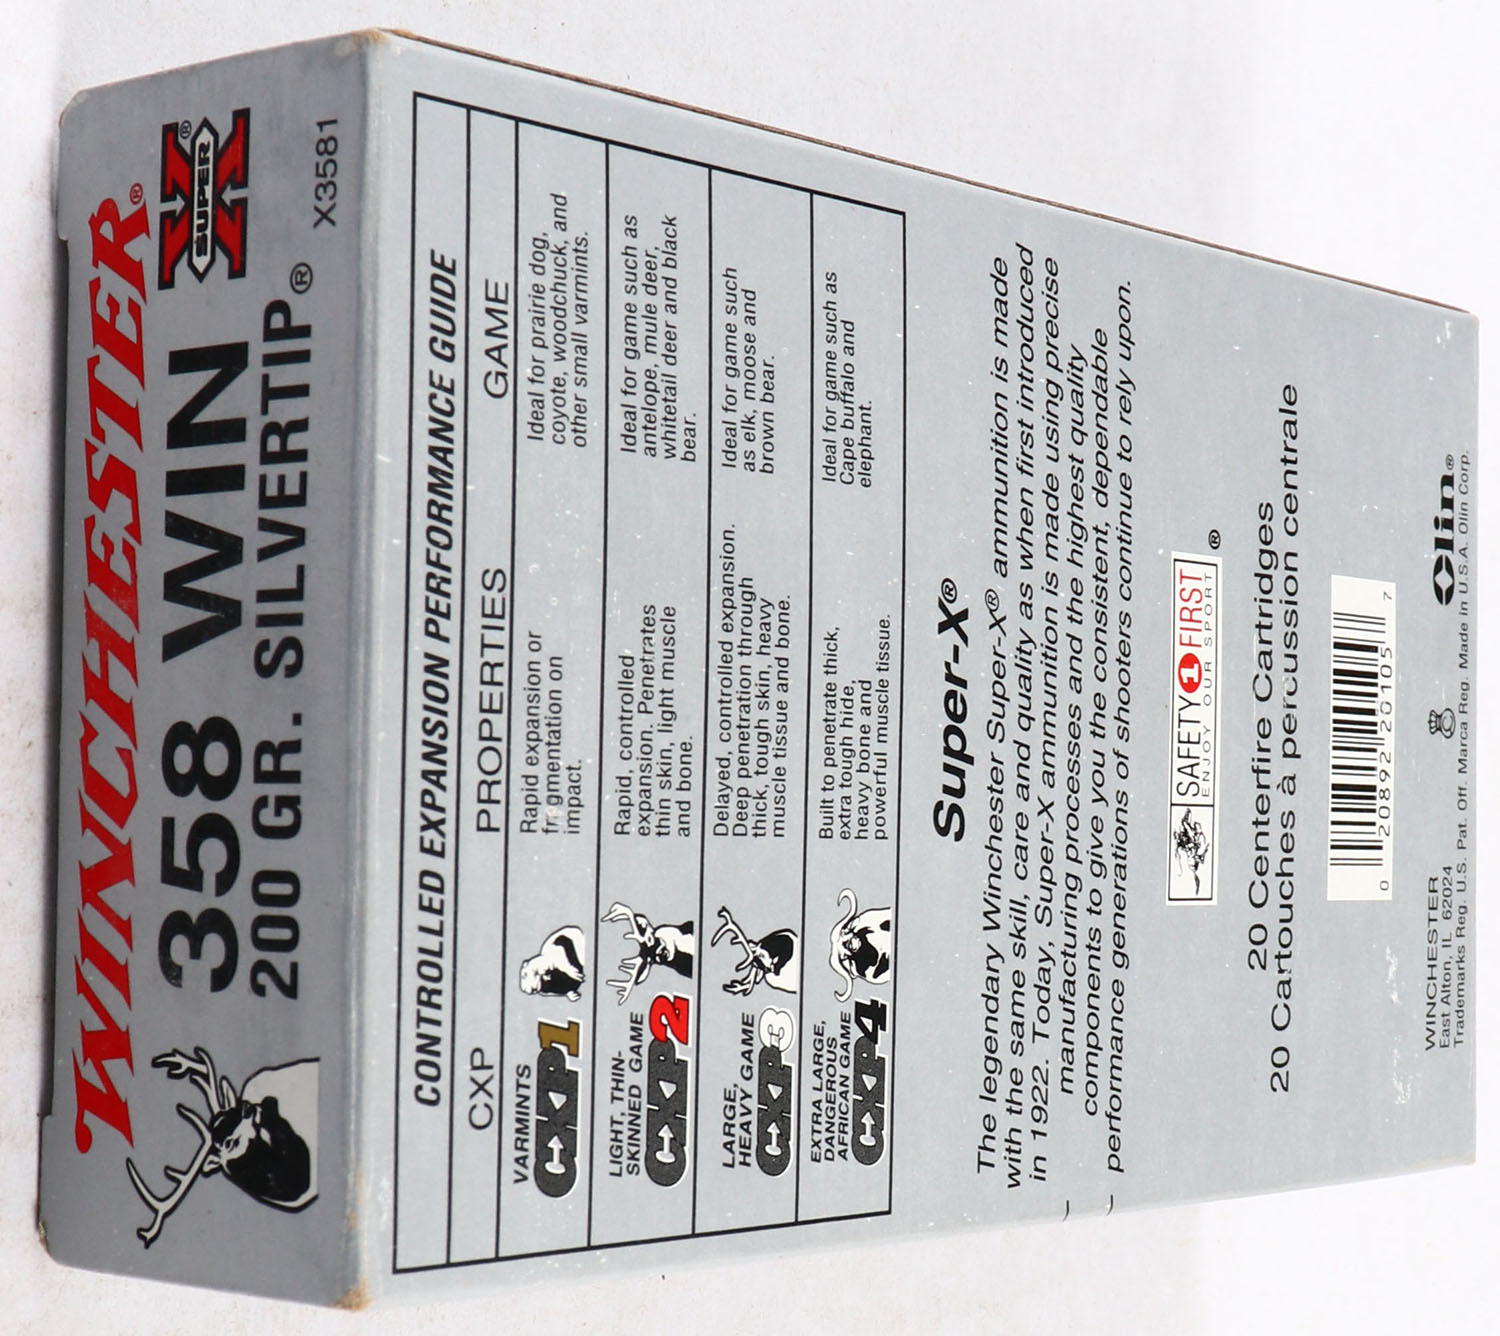 WINCHESTER®
358 WIN
SUPER X®
200 GR. SILVERTIP®
X3581
CONTROLLED EXPANSION PERFORMANCE GUIDE
CXP PROPERTIES GAME
VARMINTS
CXP1
Rapid expansion or
fragmentation on
impact.
Ideal for prairie dog,
coyote, woodchuck, and
other small varmints.
LIGHT, THIN-
SKINNED GAME
CXP2
Rapid, controlled
expansion. Penetrates
thin skin, light muscle
and bone.
Ideal for game such as
antelope, mule deer,
whitetail deer and black
bear.
LARGE,
HEAVY GAME
CXP3
Delayed, controlled expansion.
Deep penetration through
thick, tough skin, heavy
muscle tissue and bone.
Ideal for game such
as elk, moose and
brown bear.
EXTRA LARGE,
DANGEROUS
AFRICAN GAME
CXP4
Built to penetrate thick,
extra tough hide,
heavy bone and
powerful muscle tissue.
Ideal for game such as
Cape buffalo and
elephant.
Super-X®
The legendary Winchester Super-X® ammunition is made
with the same skill, care and quality as when first introduced
in 1922. Today, Super-X ammunition is made using precise
manufacturing processes and the highest quality
components to give you the consistent, dependable
performance generations of shooters continue to rely upon.
SAFETY 1 FIRST
ENJOY OUR SPORT ®
20 Centerfire Cartridges
20 Cartouches à percussion centrale
0 20892 20105 7
WINCHESTER
East Alton, IL 62024
Olin®
Trademarks Reg. U.S. Pat. Off. Marca Reg. Made in U.S.A. Olin Corp.